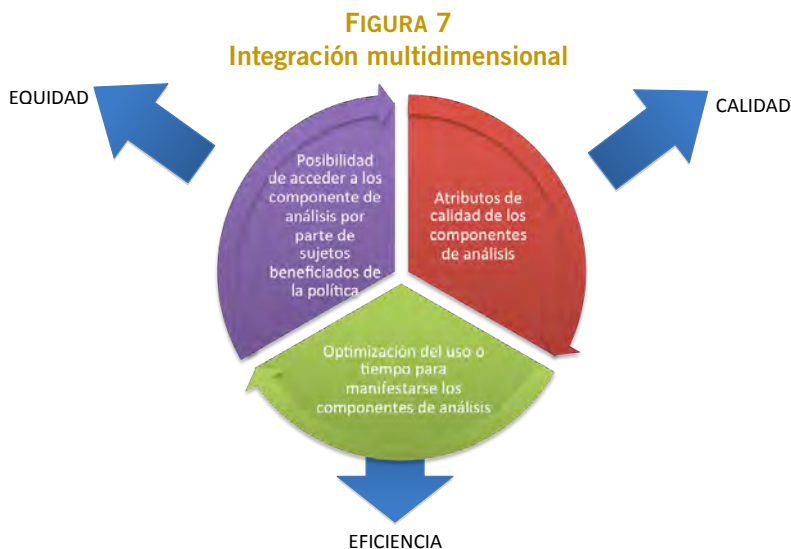 FIGURA 7
Integración multidimensional
EQUIDAD
CALIDAD
Posibilidad
de acceder a los
componente de
análisis por
parte de
sujetos
beneficiados de
la política
Atributos de
calidad de los
componentes
de análisis
Optimización del uso o
tiempo para
manifestarse los
componentes de análisis
EFICIENCIA